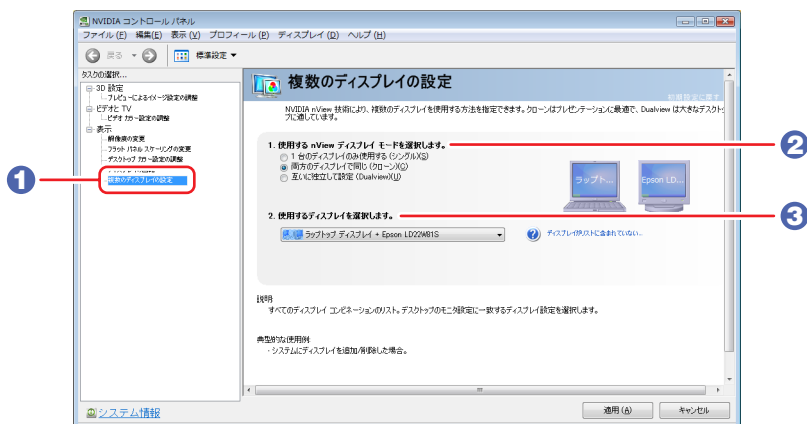 NVIDIA コントロール パネル
ファイル(F) 編集(E) 表示(V) プロファイル(P) ディスプレイ(D) ヘルプ(H)
戻る 標準設定
タスクの選択...
3D 設定
プレビューによるイメージ設定の調整
ビデオと TV
ビデオ カラー設定の調整
表示
解像度の変更
フラット パネル スケーリングの変更
デスクトップ カラー設定の調整
複数のディスプレイの設定
システム情報
複数のディスプレイの設定
初期設定に戻す
NVIDIA nView 技術により、複数のディスプレイを使用する方法を指定できます。クローンはプレゼンテーションに最適で、Dualview は大きなデスクト
プに適しています。
1. 使用する nView ディスプレイ モードを選択します。
1 台のディスプレイのみ使用する (シングル)(S)
両方のディスプレイで同じ (クローン)(C)
互いに独立して設定 (Dualview)(U)
ラップト...
Epson LD...
2. 使用するディスプレイを選択します。
ラップトップ ディスプレイ + Epson LD22W81S
ディスプレイがリストに含まれていない...
説明
すべてのディスプレイ コンビネーションのリスト。デスクトップのモニタ設定に一致するディスプレイ設定を選択します。
典型的な使用例
・システムにディスプレイを追加/削除した場合。
適用(A) キャンセル
1
2
3